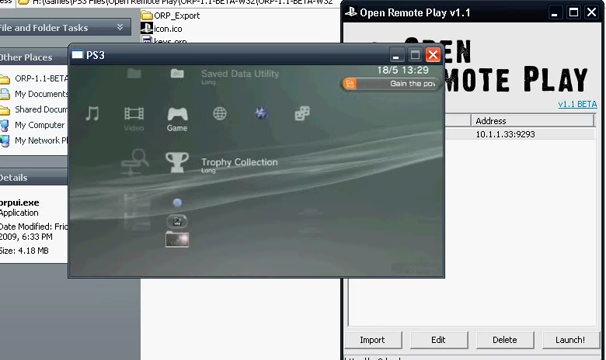 H:\Games\PS3 Files\Open Remote Play\ORP-1.1-BETA-W32\ORP-1.1-BETA-W32
File and Folder Tasks
Other Places
ORP-1.1-BETA
My Documents
Shared Docum
My Computer
My Network P
Details
orpui.exe
Application
Date Modified: Frid
2009, 6:33 PM
Size: 4.18 MB
ORP_Export
icon.ico
keys.orp
PS3
18/5 13:29
Gain the pow
Saved Data Utility
Long
Video
Game
Trophy Collection
Long
Open Remote Play v1.1
OPEN
REMOTE PLAY
v1.1 BETA
Address
10.1.1.33:9293
Import
Edit
Delete
Launch!